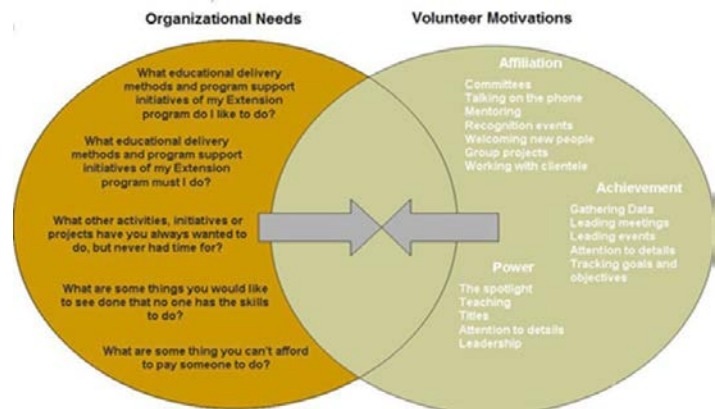 Organizational Needs
Volunteer Motivations
What educational delivery
methods and program support
initiatives of my Extension
program do I like to do?
What educational delivery
methods and program support
initiatives of my Extension
program must I do?
What other activities, initiatives or
projects have you always wanted to
do, but never had time for?
What are some things you would like
to see done that no one has the skills
to do?
What are some thing you can't afford
to pay someone to do?
Affiliation
Committees
Talking on the phone
Mentoring
Recognition events
Welcoming new people
Group projects
Working with clientele
Achievement
Gathering Data
Leading meetings
Leading events
Attention to details
Tracking goals and
objectives
Power
The spotlight
Teaching
Titles
Attention to details
Leadership